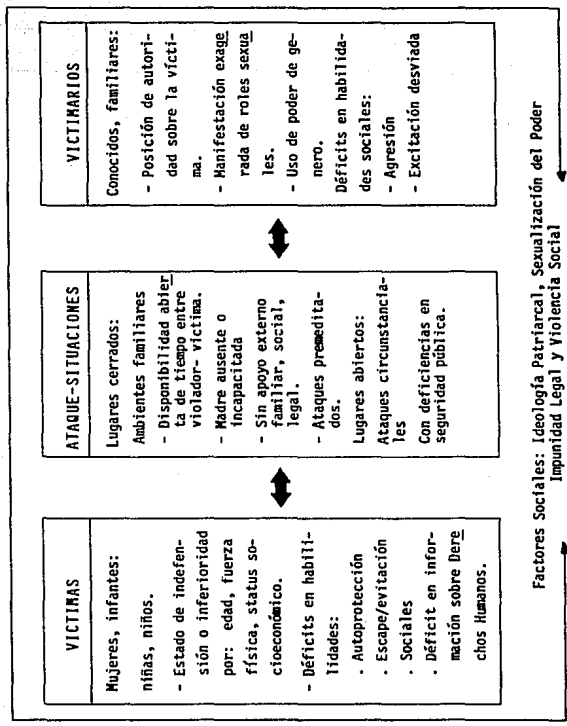 VICTIMAS
Mujeres, infantes:
niñas, niños.
- Estado de indefen-
sión o inferioridad
por: edad, fuerza
física, status so-
cioeconómico.
- Déficits en habili-
lidades:
. Autoprotección
. Escape/evitación
. Sociales
. Déficit en infor-
mación sobre Dere
chos Humanos.
ATAQUE-SITUACIONES
Lugares cerrados:
Ambientes familiares
- Disponibilidad abier
ta de tiempo entre
violador- víctima.
- Madre ausente o
incapacitada
- Sin apoyo externo
familiar, social,
legal.
- Ataques premedita-
dos.
Lugares abiertos:
Ataques circunstancia-
les
Con deficiencias en
seguridad pública.
VICTIMARIOS
Conocidos, familiares:
- Posición de autori-
dad sobre la vícti-
ma.
- Manifestación exage
rada de roles sexua
les.
- Uso de poder de gé-
nero.
Déficits en habilida-
des sociales:
- Agresión
- Excitación desviada
Factores Sociales: Ideología Patriarcal, Sexualización del Poder
Impunidad Legal y Violencia Social